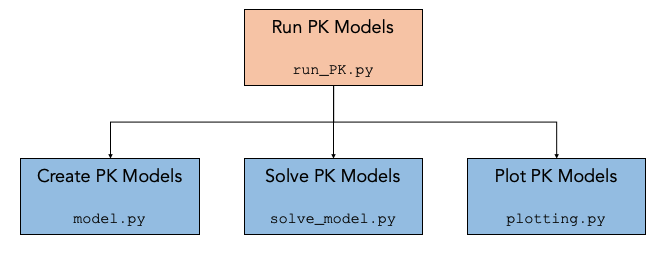 Run PK Models
run_PK.py
Create PK Models
model.py
Solve PK Models
solve_model.py
Plot PK Models
plotting.py